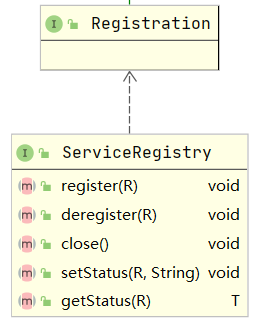 I Registration
I ServiceRegistry
m register(R) void
m deregister(R) void
m close() void
m setStatus(R, String) void
m getStatus(R) T